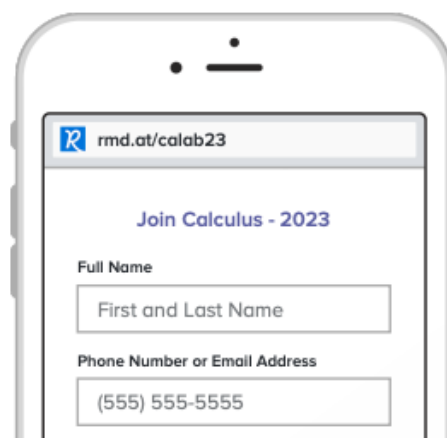 rmd.at/calab23
Join Calculus - 2023
Full Name
First and Last Name
Phone Number or Email Address
(555) 555-5555